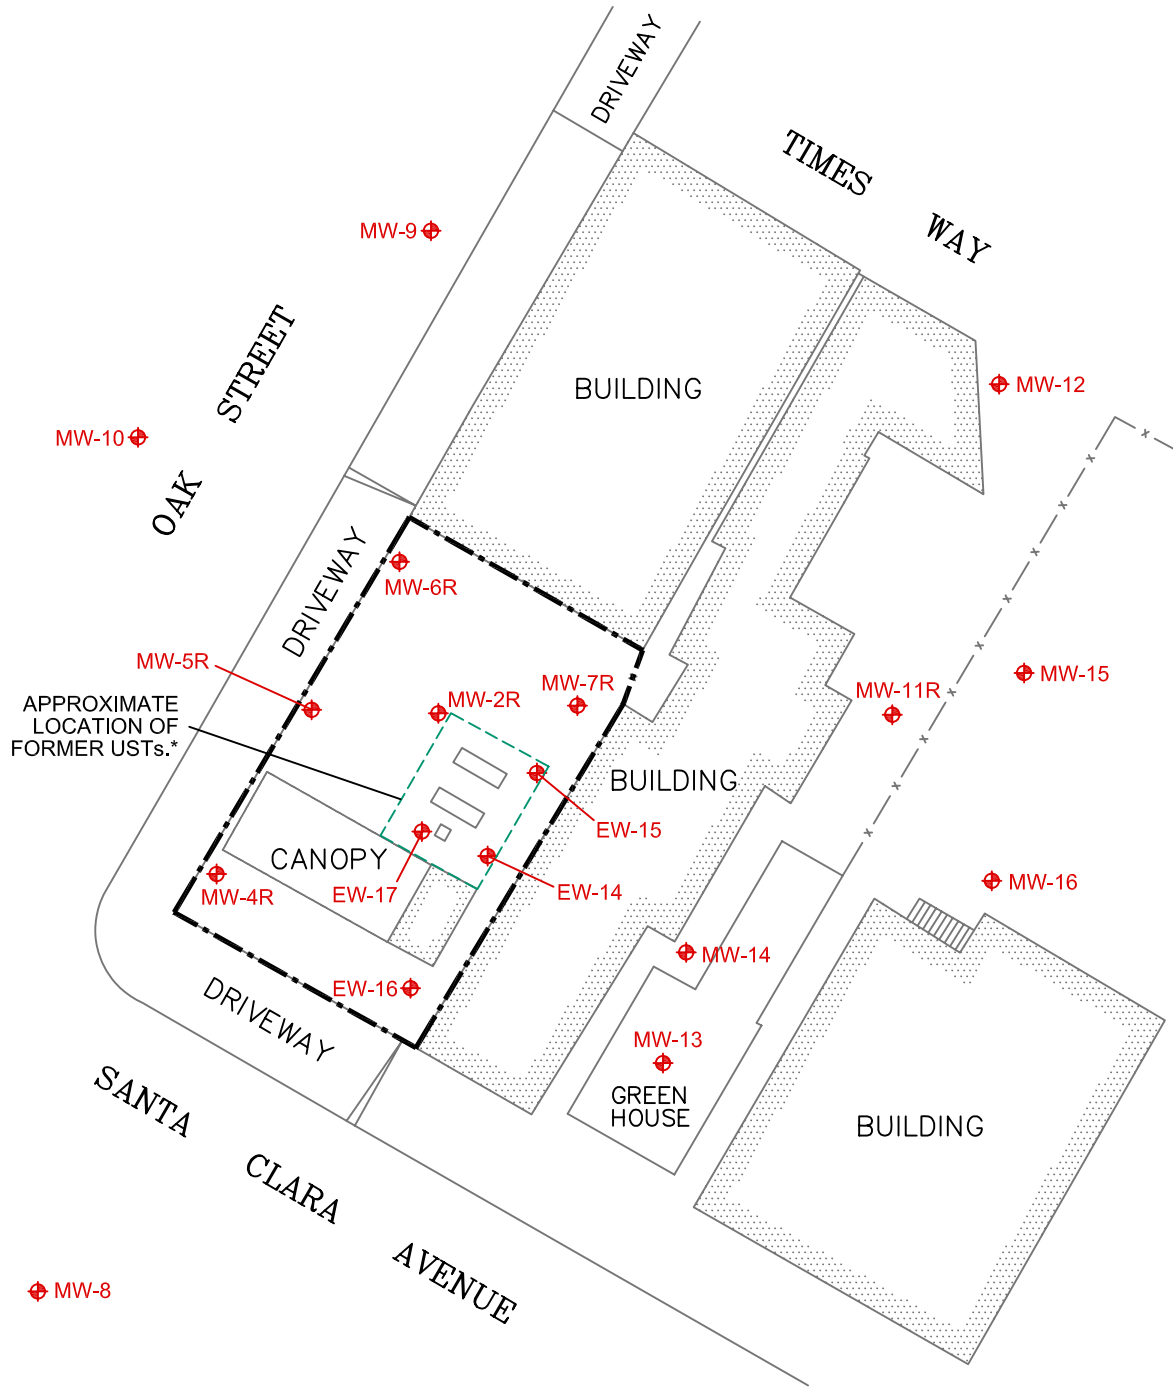 DRIVEWAY
TIMES WAY
MW-9
OAK STREET
BUILDING
MW-12
MW-10
DRIVEWAY
MW-6R
MW-5R
MW-7R
MW-2R
MW-15
MW-11R
APPROXIMATE
LOCATION OF
FORMER USTs.*
BUILDING
EW-15
CANOPY
EW-14
EW-17
MW-4R
MW-16
MW-14
EW-16
DRIVEWAY
MW-13
GREEN
HOUSE
BUILDING
SANTA CLARA AVENUE
MW-8